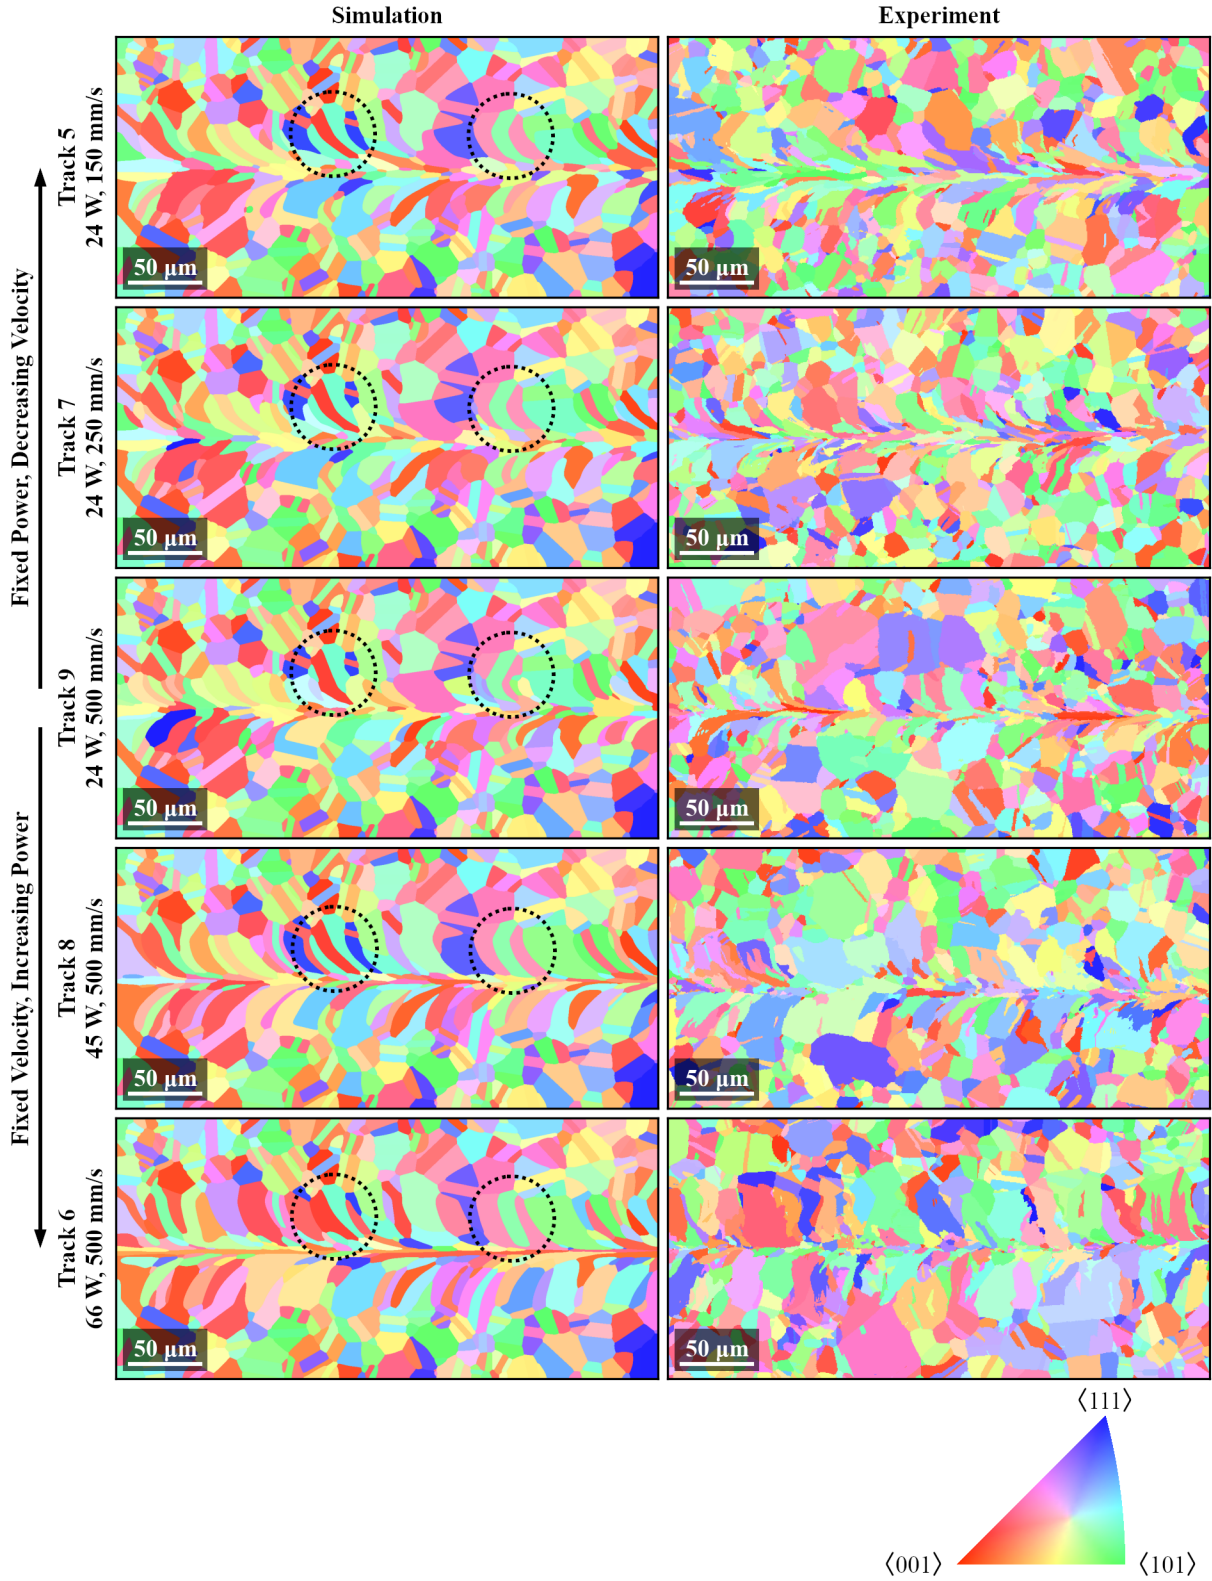 Simulation
Experiment
Fixed Power, Decreasing Velocity
Fixed Velocity, Increasing Power
Track 5
24 W, 150 mm/s
50 μm
50 μm
Track 7
24 W, 250 mm/s
50 μm
50 μm
Track 9
24 W, 500 mm/s
50 μm
50 μm
Track 8
45 W, 500 mm/s
50 μm
50 μm
Track 6
66 W, 500 mm/s
50 μm
50 μm
⟨111⟩
⟨001⟩
⟨101⟩